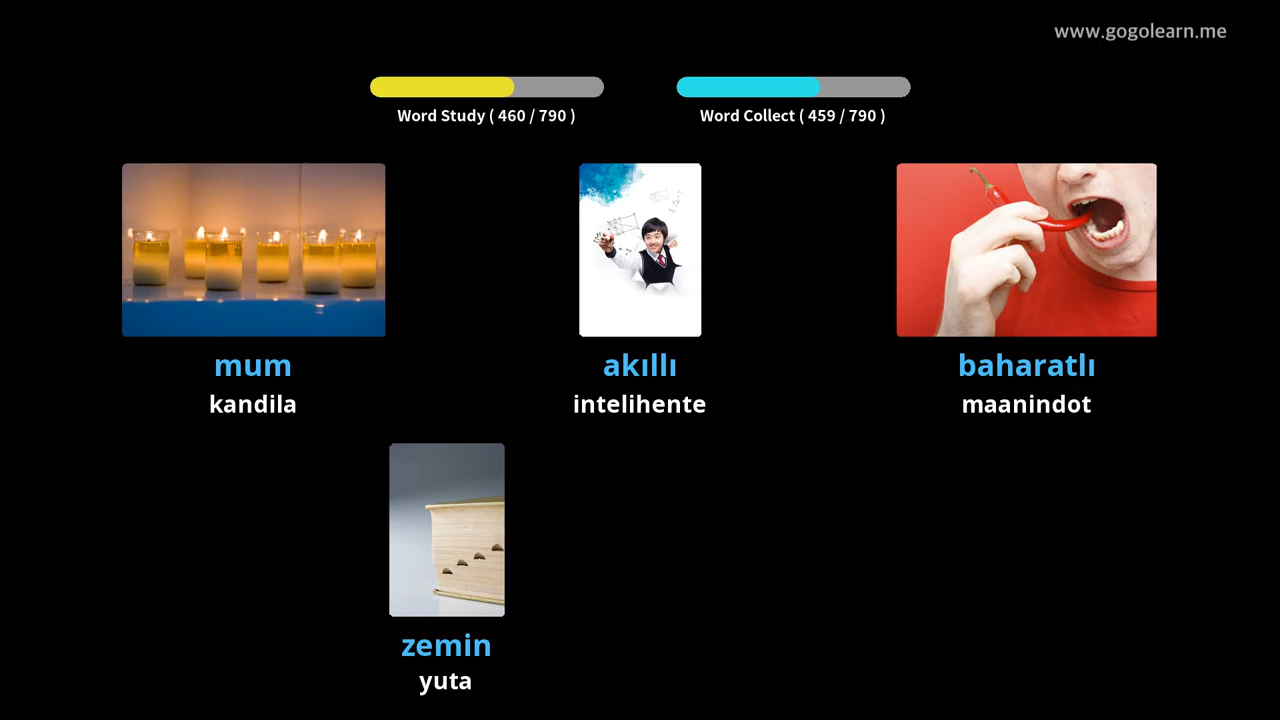 www.gogolearn.me
Word Study ( 460 / 790 )
Word Collect ( 459 / 790 )
mum
kandila
akıllı
intelihente
baharatlı
maanindot
zemin
yuta